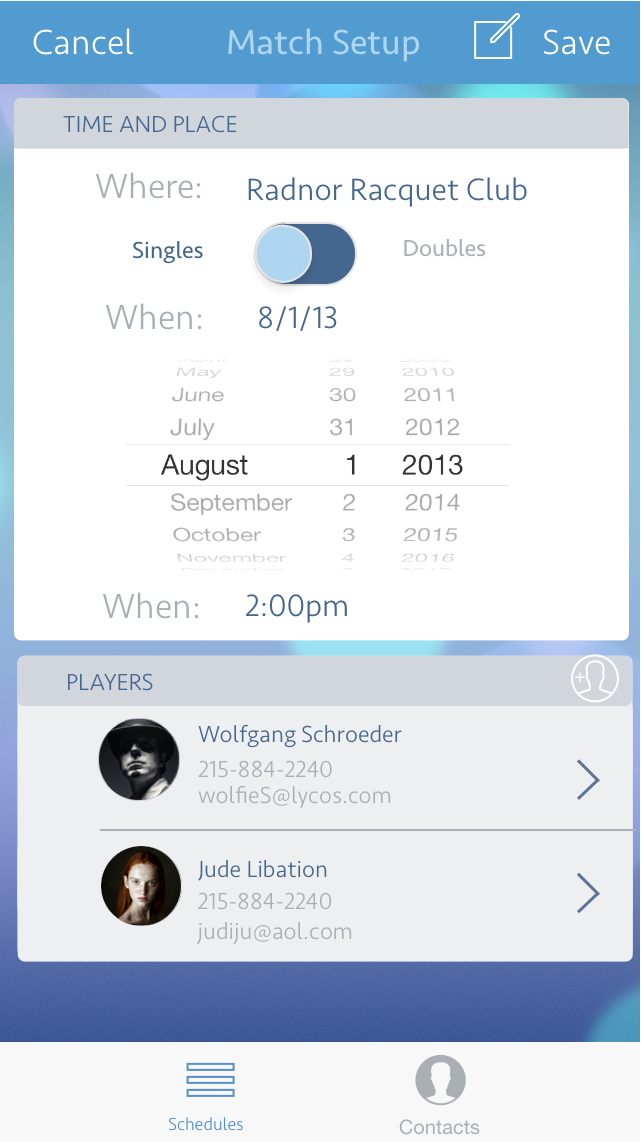 Cancel Match Setup Save
TIME AND PLACE
Where: Radnor Racquet Club
Singles Doubles
When: 8/1/13
May 29 2010
June 30 2011
July 31 2012
August 1 2013
September 2 2014
October 3 2015
November 4 2016
When: 2:00pm
PLAYERS
Wolfgang Schroeder
215-884-2240
wolfieS@lycos.com
Jude Libation
215-884-2240
judiju@aol.com
Schedules Contacts